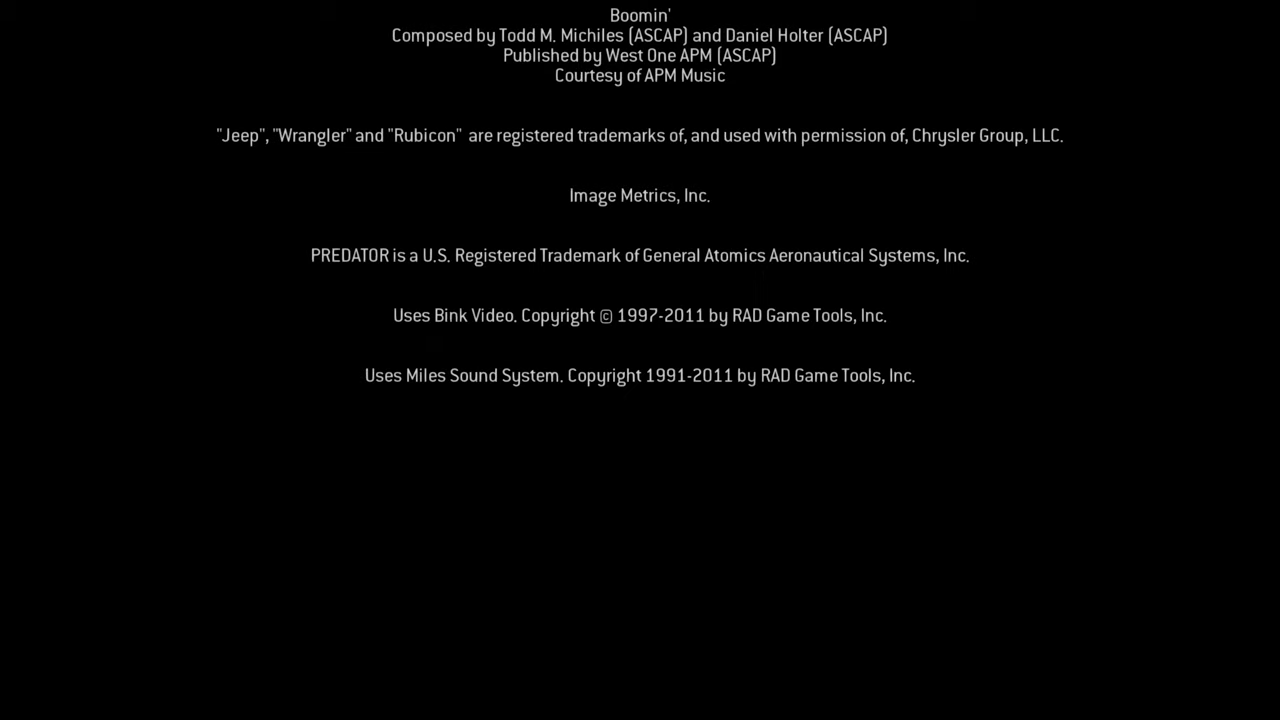 Boomin'
Composed by Todd M. Michiles (ASCAP) and Daniel Holter (ASCAP)
Published by West One APM (ASCAP)
Courtesy of APM Music
"Jeep", "Wrangler" and "Rubicon"  are registered trademarks of, and used with permission of, Chrysler Group, LLC.
Image Metrics, Inc.
PREDATOR is a U.S. Registered Trademark of General Atomics Aeronautical Systems, Inc.
Uses Bink Video. Copyright © 1997-2011 by RAD Game Tools, Inc.
Uses Miles Sound System. Copyright 1991-2011 by RAD Game Tools, Inc.